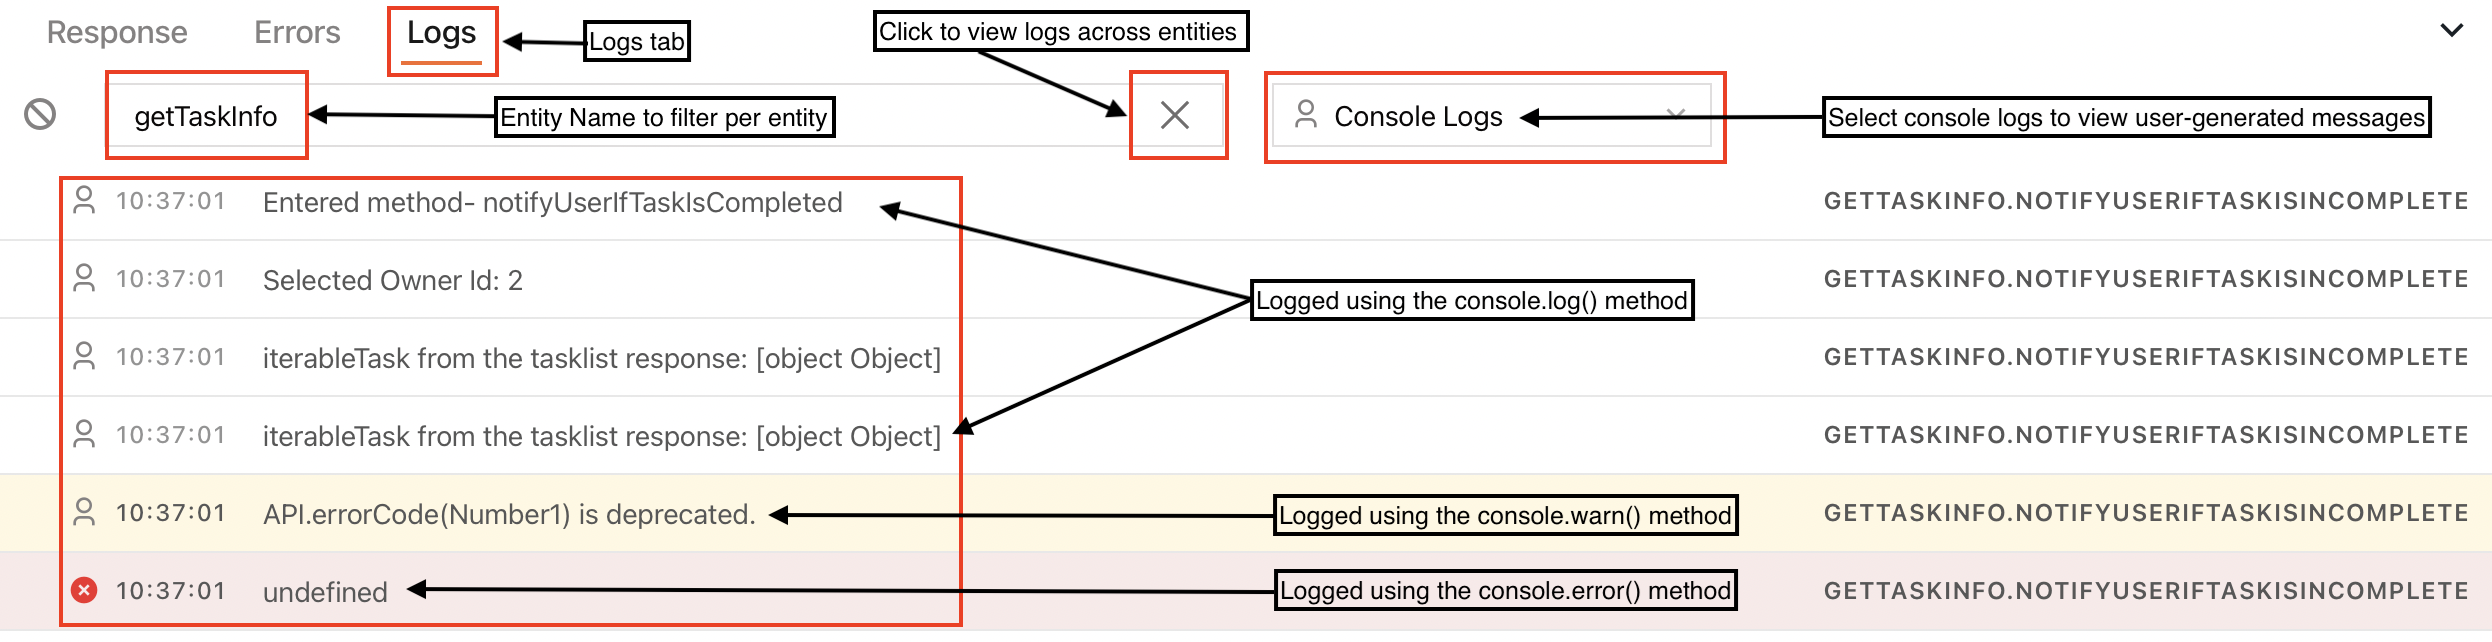 Response Errors Logs Logs tab Click to view logs across entities
getTaskInfo Entity Name to filter per entity Console Logs Select console logs to view user-generated messages
10:37:01 Entered method- notifyUserIfTaskIsCompleted GETTASKINFO.NOTIFYUSERIFTASKISINCOMPLETE
10:37:01 Selected Owner Id: 2 GETTASKINFO.NOTIFYUSERIFTASKISINCOMPLETE
Logged using the console.log() method
10:37:01 iterableTask from the tasklist response: [object Object] GETTASKINFO.NOTIFYUSERIFTASKISINCOMPLETE
10:37:01 iterableTask from the tasklist response: [object Object] GETTASKINFO.NOTIFYUSERIFTASKISINCOMPLETE
10:37:01 API.errorCode(Number1) is deprecated. Logged using the console.warn() method GETTASKINFO.NOTIFYUSERIFTASKISINCOMPLETE
10:37:01 undefined Logged using the console.error() method GETTASKINFO.NOTIFYUSERIFTASKISINCOMPLETE